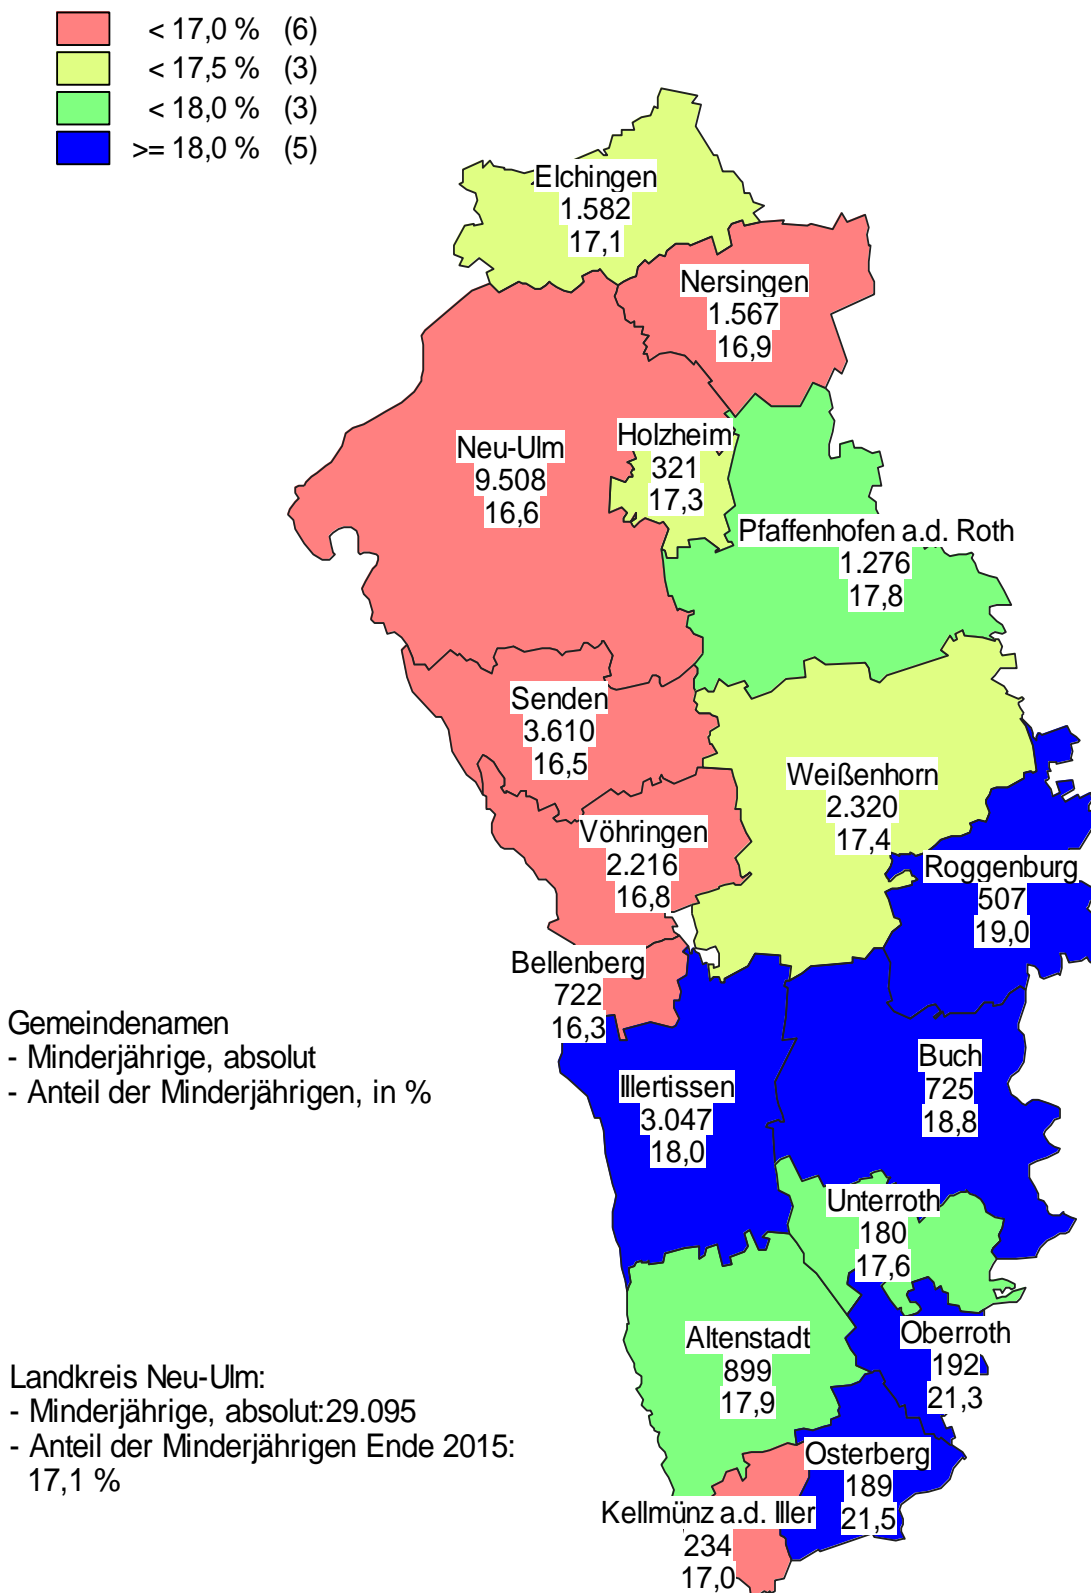 < 17,0 % (6)
< 17,5 % (3)
< 18,0 % (3)
>= 18,0 % (5)
Elchingen
1.582
17,1
Nersingen
1.567
16,9
Neu-Ulm
9.508
16,6
Holzheim
321
17,3
Pfaffenhofen a.d. Roth
1.276
17,8
Senden
3.610
16,5
Weißenhorn
2.320
17,4
Vöhringen
2.216
16,8
Roggenburg
507
19,0
Bellenberg
722
16,3
Gemeindenamen
- Minderjährige, absolut
- Anteil der Minderjährigen, in %
Illertissen
3.047
18,0
Buch
725
18,8
Unterroth
180
17,6
Altenstadt
899
17,9
Oberroth
192
21,3
Landkreis Neu-Ulm:
- Minderjährige, absolut:29.095
- Anteil der Minderjährigen Ende 2015:
17,1 %
Osterberg
189
21,5
Kellmünz a.d. Iller
234
17,0